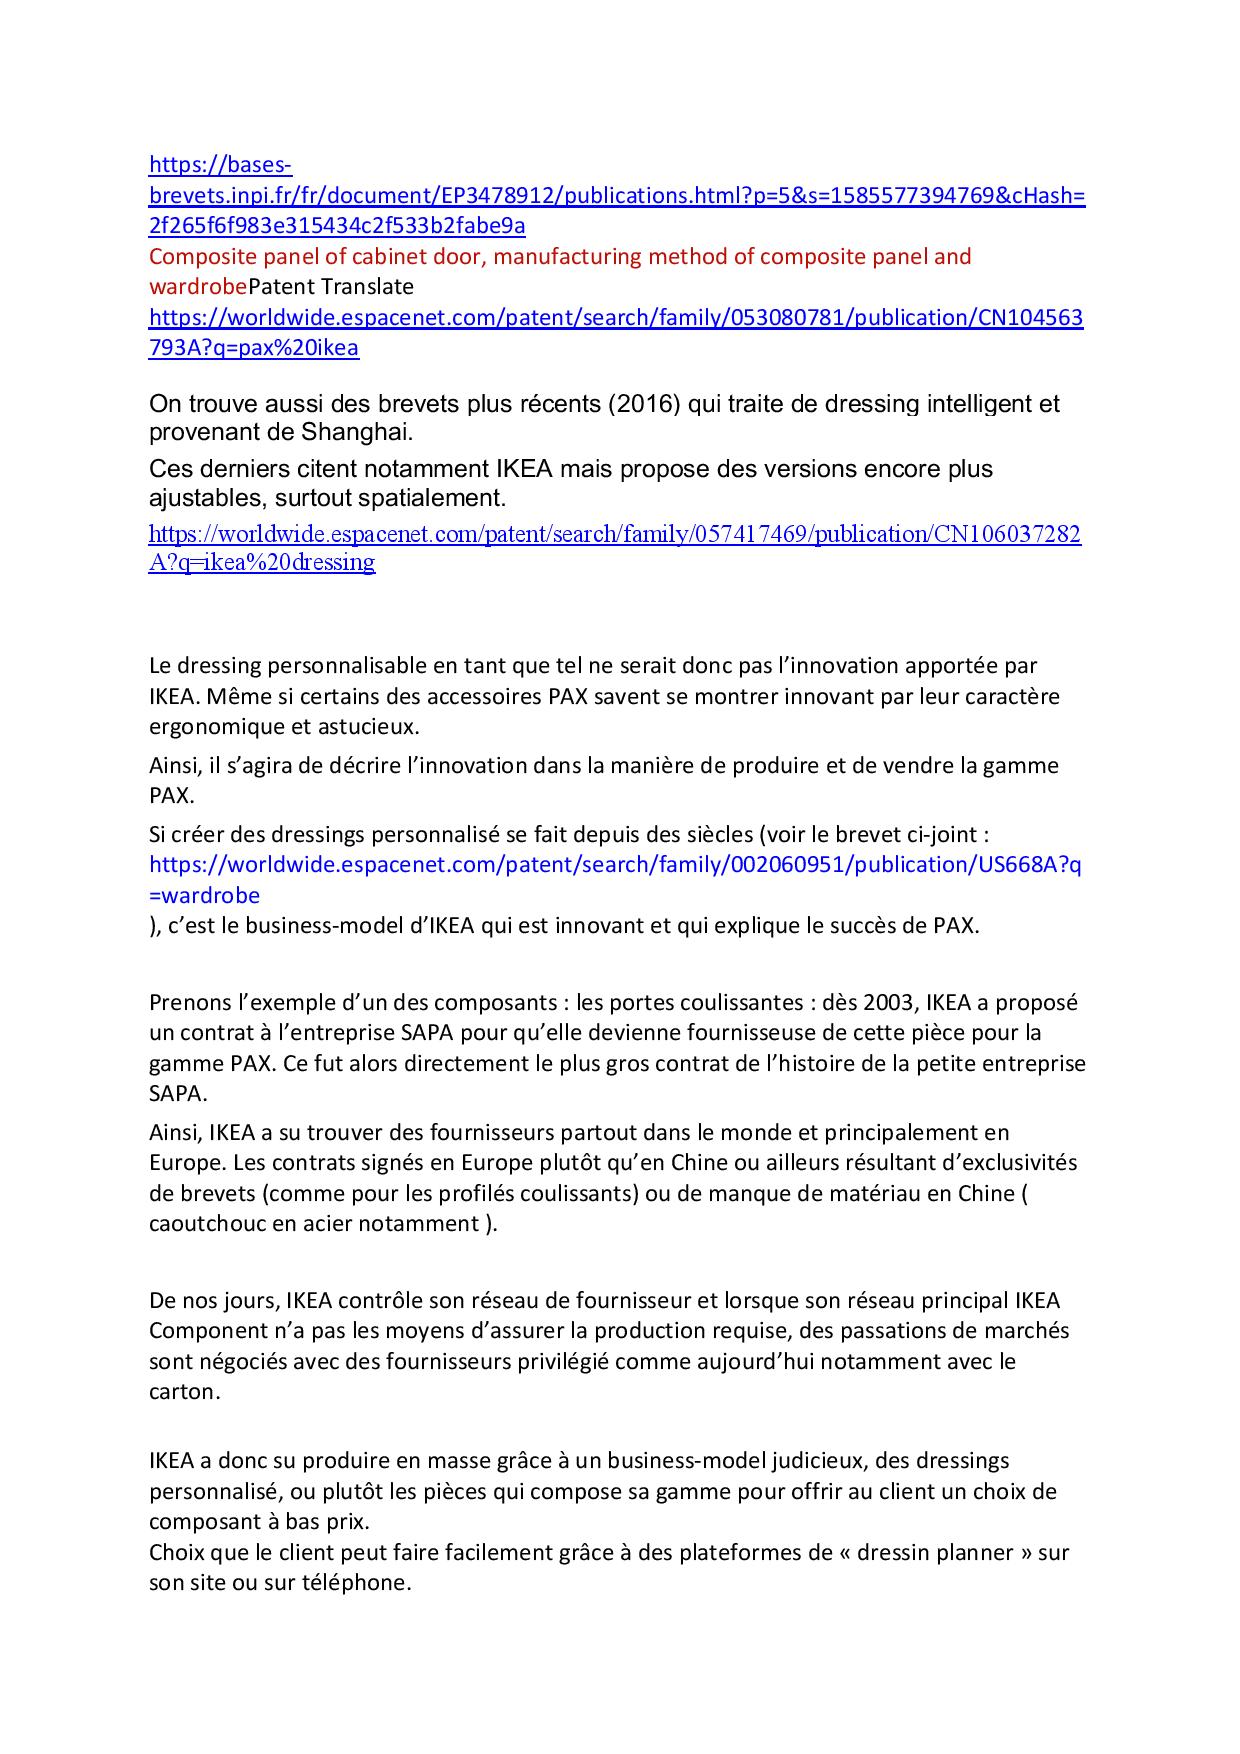 https://bases-
brevets.inpi.fr/fr/document/EP3478912/publications.html?p=5&s=1585577394769&cHash=
2f265f6f983e315434c2f533b2fabe9a
Composite panel of cabinet door, manufacturing method of composite panel and
wardrobePatent Translate
https://worldwide.espacenet.com/patent/search/family/053080781/publication/CN104563
793A?q=pax%20ikea
On trouve aussi des brevets plus récents (2016) qui traite de dressing intelligent et
provenant de Shanghai.
Ces derniers citent notamment IKEA mais propose des versions encore plus
ajustables, surtout spatialement.
https://worldwide.espacenet.com/patent/search/family/057417469/publication/CN106037282
A?q=ikea%20dressing
Le dressing personnalisable en tant que tel ne serait donc pas l’innovation apportée par
IKEA. Même si certains des accessoires PAX savent se montrer innovant par leur caractère
ergonomique et astucieux.
Ainsi, il s’agira de décrire l’innovation dans la manière de produire et de vendre la gamme
PAX.
Si créer des dressings personnalisé se fait depuis des siècles (voir le brevet ci-joint :
https://worldwide.espacenet.com/patent/search/family/002060951/publication/US668A?q
=wardrobe
), c’est le business-model d’IKEA qui est innovant et qui explique le succès de PAX.
Prenons l’exemple d’un des composants : les portes coulissantes : dès 2003, IKEA a proposé
un contrat à l’entreprise SAPA pour qu’elle devienne fournisseuse de cette pièce pour la
gamme PAX. Ce fut alors directement le plus gros contrat de l’histoire de la petite entreprise
SAPA.
Ainsi, IKEA a su trouver des fournisseurs partout dans le monde et principalement en
Europe. Les contrats signés en Europe plutôt qu’en Chine ou ailleurs résultant d’exclusivités
de brevets (comme pour les profilés coulissants) ou de manque de matériau en Chine (
caoutchouc en acier notamment ).
De nos jours, IKEA contrôle son réseau de fournisseur et lorsque son réseau principal IKEA
Component n’a pas les moyens d’assurer la production requise, des passations de marchés
sont négociés avec des fournisseurs privilégié comme aujourd’hui notamment avec le
carton.
IKEA a donc su produire en masse grâce à un business-model judicieux, des dressings
personnalisé, ou plutôt les pièces qui compose sa gamme pour offrir au client un choix de
composant à bas prix.
Choix que le client peut faire facilement grâce à des plateformes de « dressin planner » sur
son site ou sur téléphone.